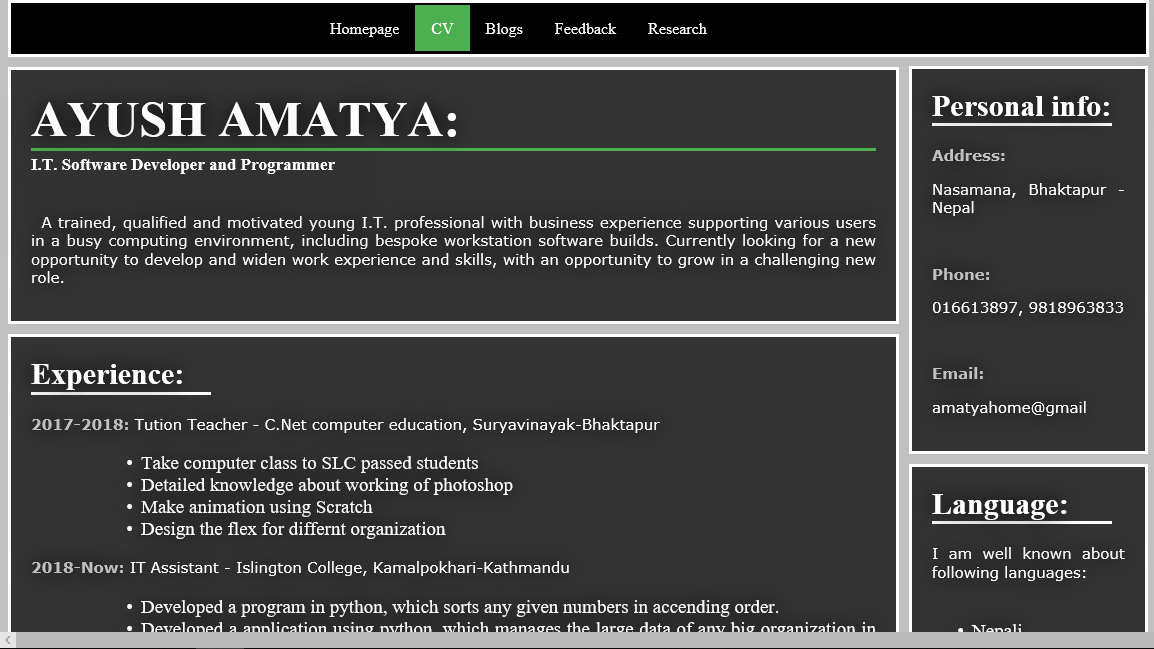 Homepage CV Blogs Feedback Research
AYUSH AMATYA:
I.T. Software Developer and Programmer
A trained, qualified and motivated young I.T. professional with business experience supporting various users
in a busy computing environment, including bespoke workstation software builds. Currently looking for a new
opportunity to develop and widen work experience and skills, with an opportunity to grow in a challenging new
role.
Experience:
2017-2018: Tution Teacher - C.Net computer education, Suryavinayak-Bhaktapur
• Take computer class to SLC passed students
• Detailed knowledge about working of photoshop
• Make animation using Scratch
• Design the flex for differnt organization
2018-Now: IT Assistant - Islington College, Kamalpokhari-Kathmandu
• Developed a program in python, which sorts any given numbers in accending order.
• Developed a application using python, which manages the large data of any big organization in
Personal info:
Address:
Nasamana, Bhaktapur -
Nepal
Phone:
016613897, 9818963833
Email:
amatyahome@gmail
Language:
I am well known about
following languages:
• Nepali